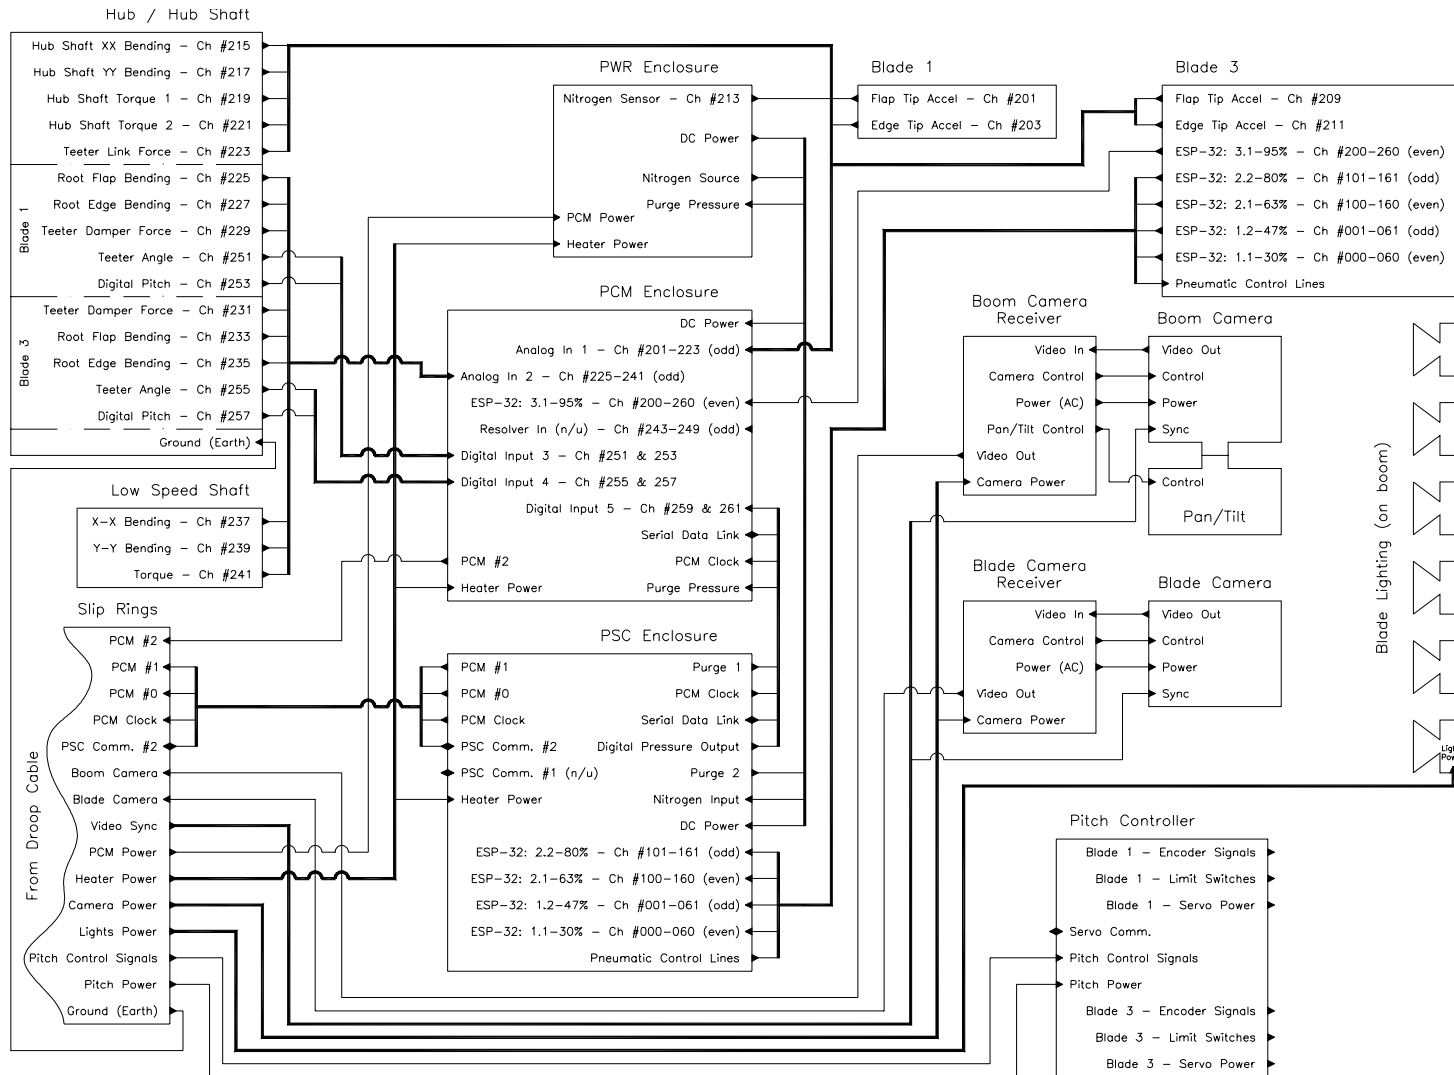 Hub / Hub Shaft
Hub Shaft XX Bending – Ch #215
Hub Shaft YY Bending – Ch #217
Hub Shaft Torque 1 – Ch #219
Hub Shaft Torque 2 – Ch #221
Teeter Link Force – Ch #223
Blade 1
Root Flap Bending – Ch #225
Root Edge Bending – Ch #227
Teeter Damper Force – Ch #229
Teeter Angle – Ch #251
Digital Pitch – Ch #253
Blade 3
Teeter Damper Force – Ch #231
Root Flap Bending – Ch #233
Root Edge Bending – Ch #235
Teeter Angle – Ch #255
Digital Pitch – Ch #257
Ground (Earth)
Low Speed Shaft
X–X Bending – Ch #237
Y–Y Bending – Ch #239
Torque – Ch #241
Slip Rings
From Droop Cable
PCM #2
PCM #1
PCM #0
PCM Clock
PSC Comm. #2
Boom Camera
Blade Camera
Video Sync
PCM Power
Heater Power
Camera Power
Lights Power
Pitch Control Signals
Pitch Power
Ground (Earth)
PWR Enclosure
Nitrogen Sensor – Ch #213
DC Power
Nitrogen Source
Purge Pressure
PCM Power
Heater Power
PCM Enclosure
DC Power
Analog In 1 – Ch #201–223 (odd)
Analog In 2 – Ch #225–241 (odd)
ESP–32: 3.1–95% – Ch #200–260 (even)
Resolver In (n/u) – Ch #243–249 (odd)
Digital Input 3 – Ch #251 & 253
Digital Input 4 – Ch #255 & 257
Digital Input 5 – Ch #259 & 261
Serial Data Link
PCM #2
PCM Clock
Heater Power
Purge Pressure
PSC Enclosure
PCM #1
Purge 1
PCM #0
PCM Clock
PCM Clock
Serial Data Link
PSC Comm. #2
Digital Pressure Output
PSC Comm. #1 (n/u)
Purge 2
Heater Power
Nitrogen Input
DC Power
ESP–32: 2.2–80% – Ch #101–161 (odd)
ESP–32: 2.1–63% – Ch #100–160 (even)
ESP–32: 1.2–47% – Ch #001–061 (odd)
ESP–32: 1.1–30% – Ch #000–060 (even)
Pneumatic Control Lines
Blade 1
Flap Tip Accel – Ch #201
Edge Tip Accel – Ch #203
Blade 3
Flap Tip Accel – Ch #209
Edge Tip Accel – Ch #211
ESP–32: 3.1–95% – Ch #200–260 (even)
ESP–32: 2.2–80% – Ch #101–161 (odd)
ESP–32: 2.1–63% – Ch #100–160 (even)
ESP–32: 1.2–47% – Ch #001–061 (odd)
ESP–32: 1.1–30% – Ch #000–060 (even)
Pneumatic Control Lines
Boom Camera
Receiver
Video In
Camera Control
Power (AC)
Pan/Tilt Control
Video Out
Camera Power
Boom Camera
Video Out
Control
Power
Sync
Control
Pan/Tilt
Blade Camera
Receiver
Video In
Camera Control
Power (AC)
Video Out
Camera Power
Blade Camera
Video Out
Control
Power
Sync
Blade Lighting (on boom)
Pitch Controller
Blade 1 – Encoder Signals
Blade 1 – Limit Switches
Blade 1 – Servo Power
Servo Comm.
Pitch Control Signals
Pitch Power
Blade 3 – Encoder Signals
Blade 3 – Limit Switches
Blade 3 – Servo Power